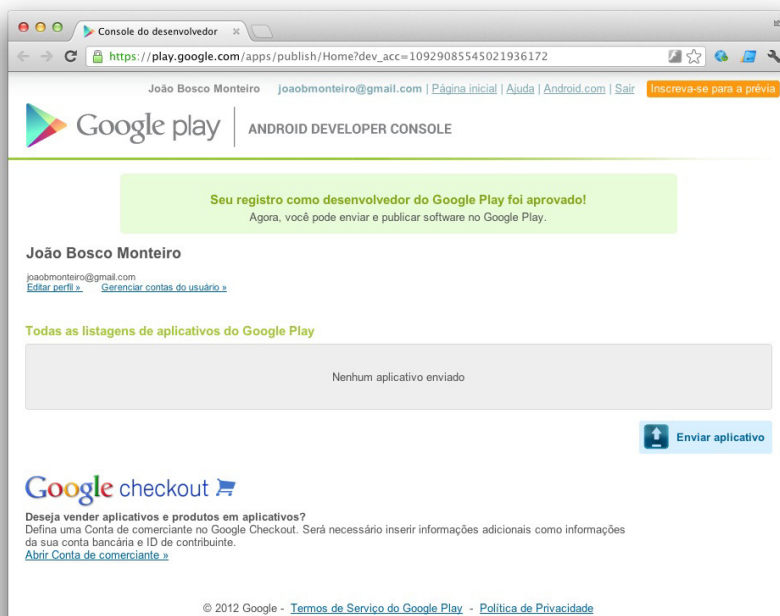 Console do desenvolvedor
https://play.google.com/apps/publish/Home?dev_acc=10929085545021936172
João Bosco Monteiro joaobmonteiro@gmail.com | Página inicial | Ajuda | Android.com | Sair Inscreva-se para a prévia
Google play ANDROID DEVELOPER CONSOLE
Seu registro como desenvolvedor do Google Play foi aprovado!
Agora, você pode enviar e publicar software no Google Play.
João Bosco Monteiro
joaobmonteiro@gmail.com
Editar perfil » Gerenciar contas do usuário »
Todas as listagens de aplicativos do Google Play
Nenhum aplicativo enviado
Enviar aplicativo
Google checkout
Deseja vender aplicativos e produtos em aplicativos?
Defina uma Conta de comerciante no Google Checkout. Será necessário inserir informações adicionais como informações
da sua conta bancária e ID de contribuinte.
Abrir Conta de comerciante »
© 2012 Google - Termos de Serviço do Google Play - Política de Privacidade